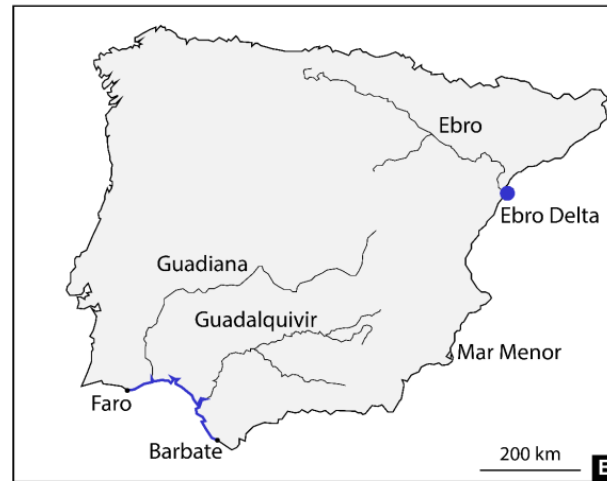 Ebro
Ebro Delta
Guadiana
Guadalquivir
Mar Menor
Faro
Barbate
200 km